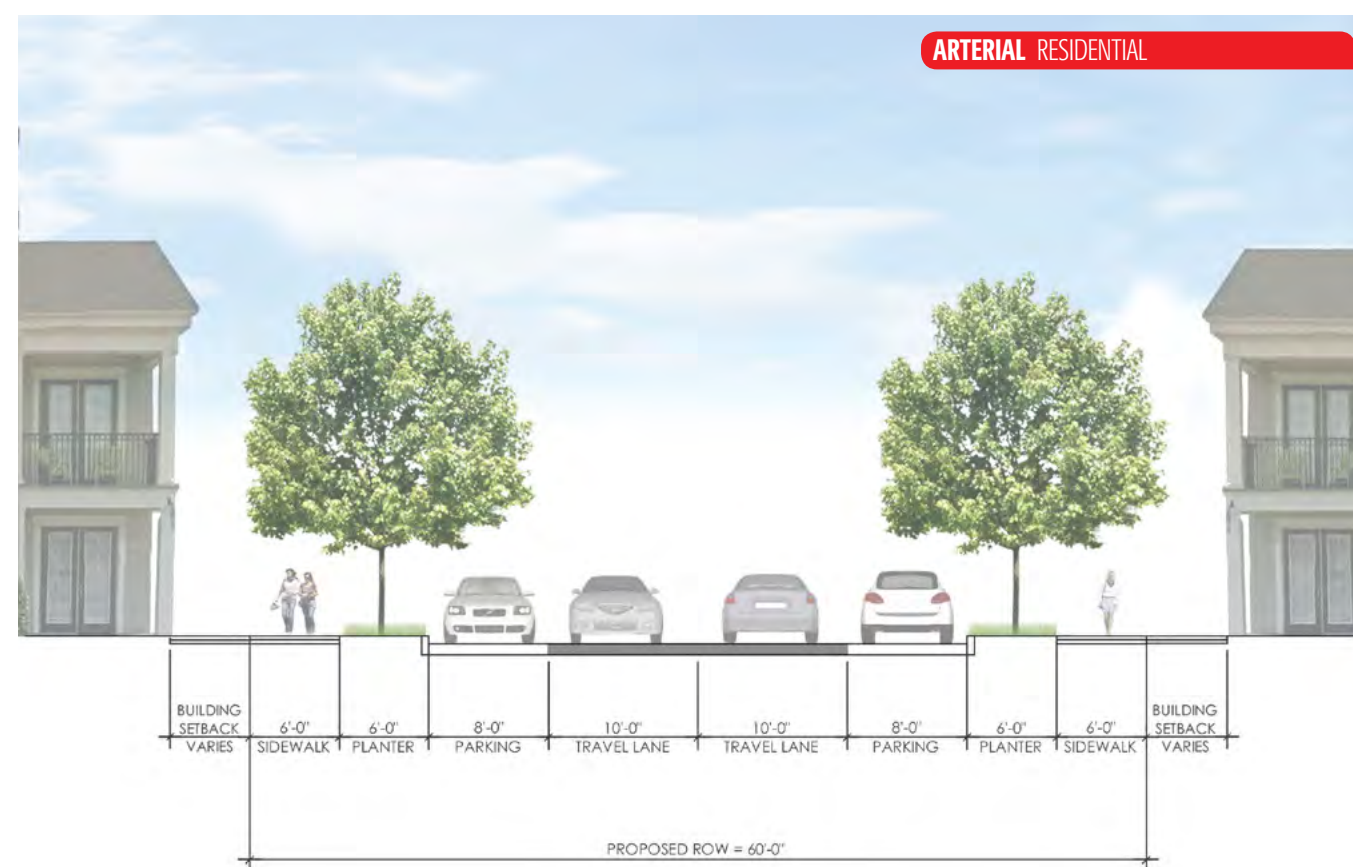 ARTERIAL RESIDENTIAL
BUILDING
SETBACK
VARIES
6'-0"
SIDEWALK
6'-0"
PLANTER
8'-0"
PARKING
10'-0"
TRAVEL LANE
10'-0"
TRAVEL LANE
8'-0"
PARKING
6'-0"
PLANTER
6'-0"
SIDEWALK
BUILDING
SETBACK
VARIES
PROPOSED ROW = 60'-0"